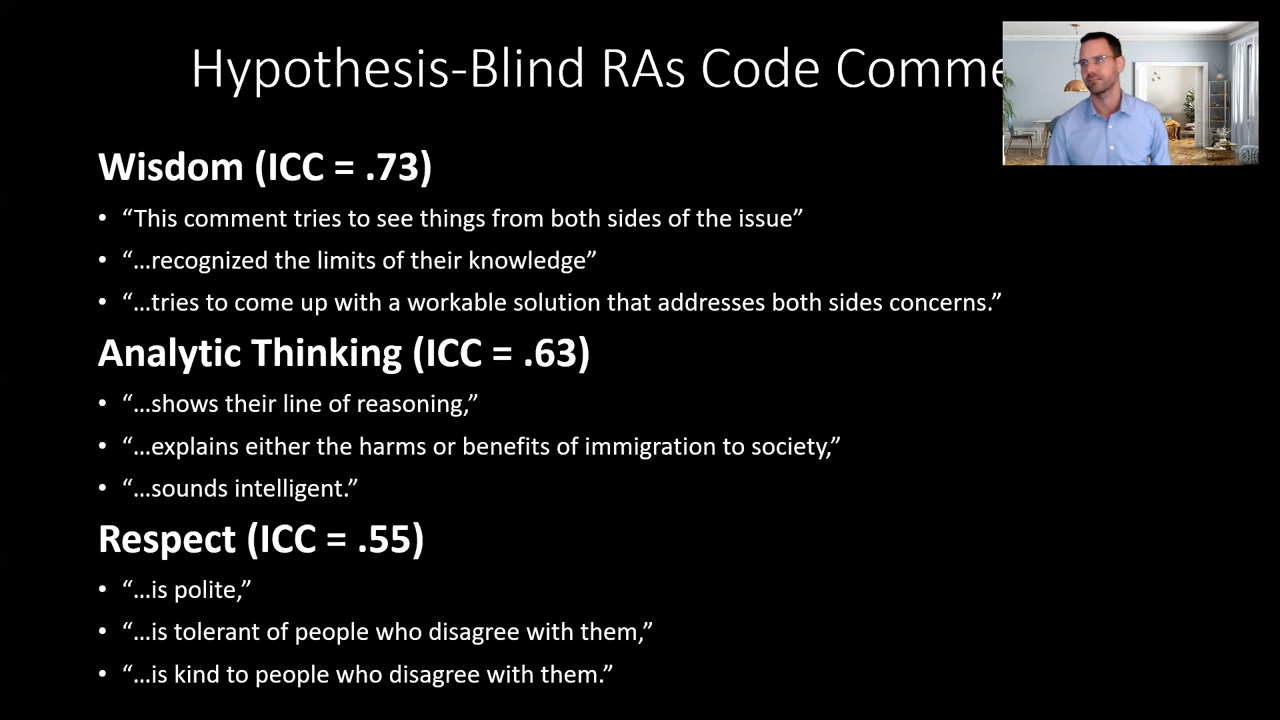 Hypothesis-Blind RAs Code Comme
Wisdom (ICC = .73)
• “This comment tries to see things from both sides of the issue”
• “…recognized the limits of their knowledge”
• “…tries to come up with a workable solution that addresses both sides concerns.”
Analytic Thinking (ICC = .63)
• “…shows their line of reasoning,”
• “…explains either the harms or benefits of immigration to society,”
• “…sounds intelligent.”
Respect (ICC = .55)
• “…is polite,”
• “…is tolerant of people who disagree with them,”
• “…is kind to people who disagree with them.”